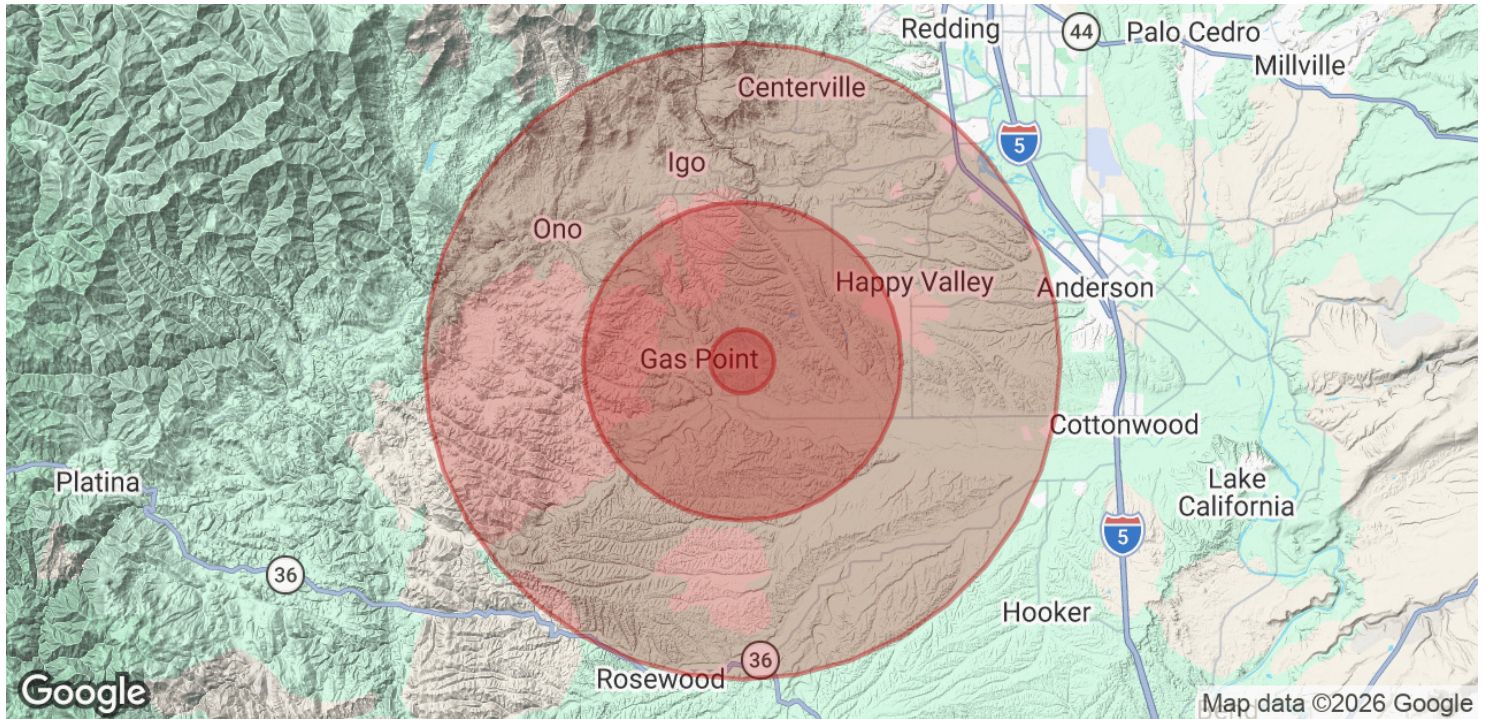 Redding
44
Palo Cedro
Millville
Centerville
5
Igo
Ono
Happy Valley
Anderson
Gas Point
Cottonwood
Platina
Lake
California
5
36
Hooker
36
Rosewood
Google
Map data ©2026 Google
Bend